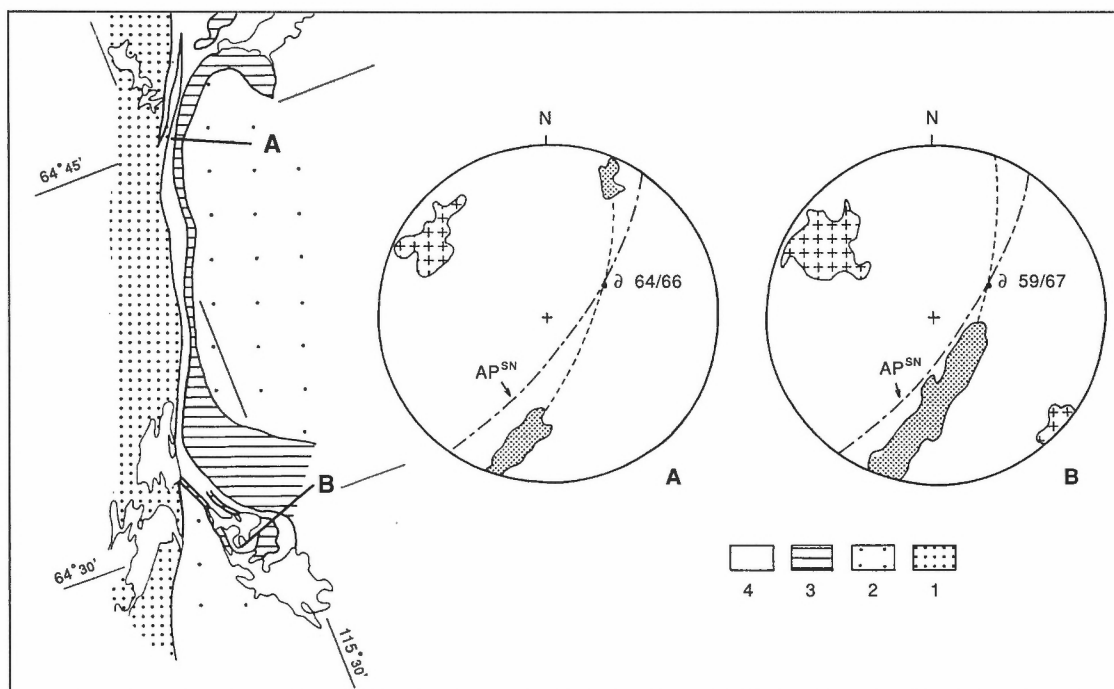 A
64°45'
B
64°30'
115°30'
N
∂ 64/66
AP^SN
A
N
∂ 59/67
AP^SN
B
4 3 2 1